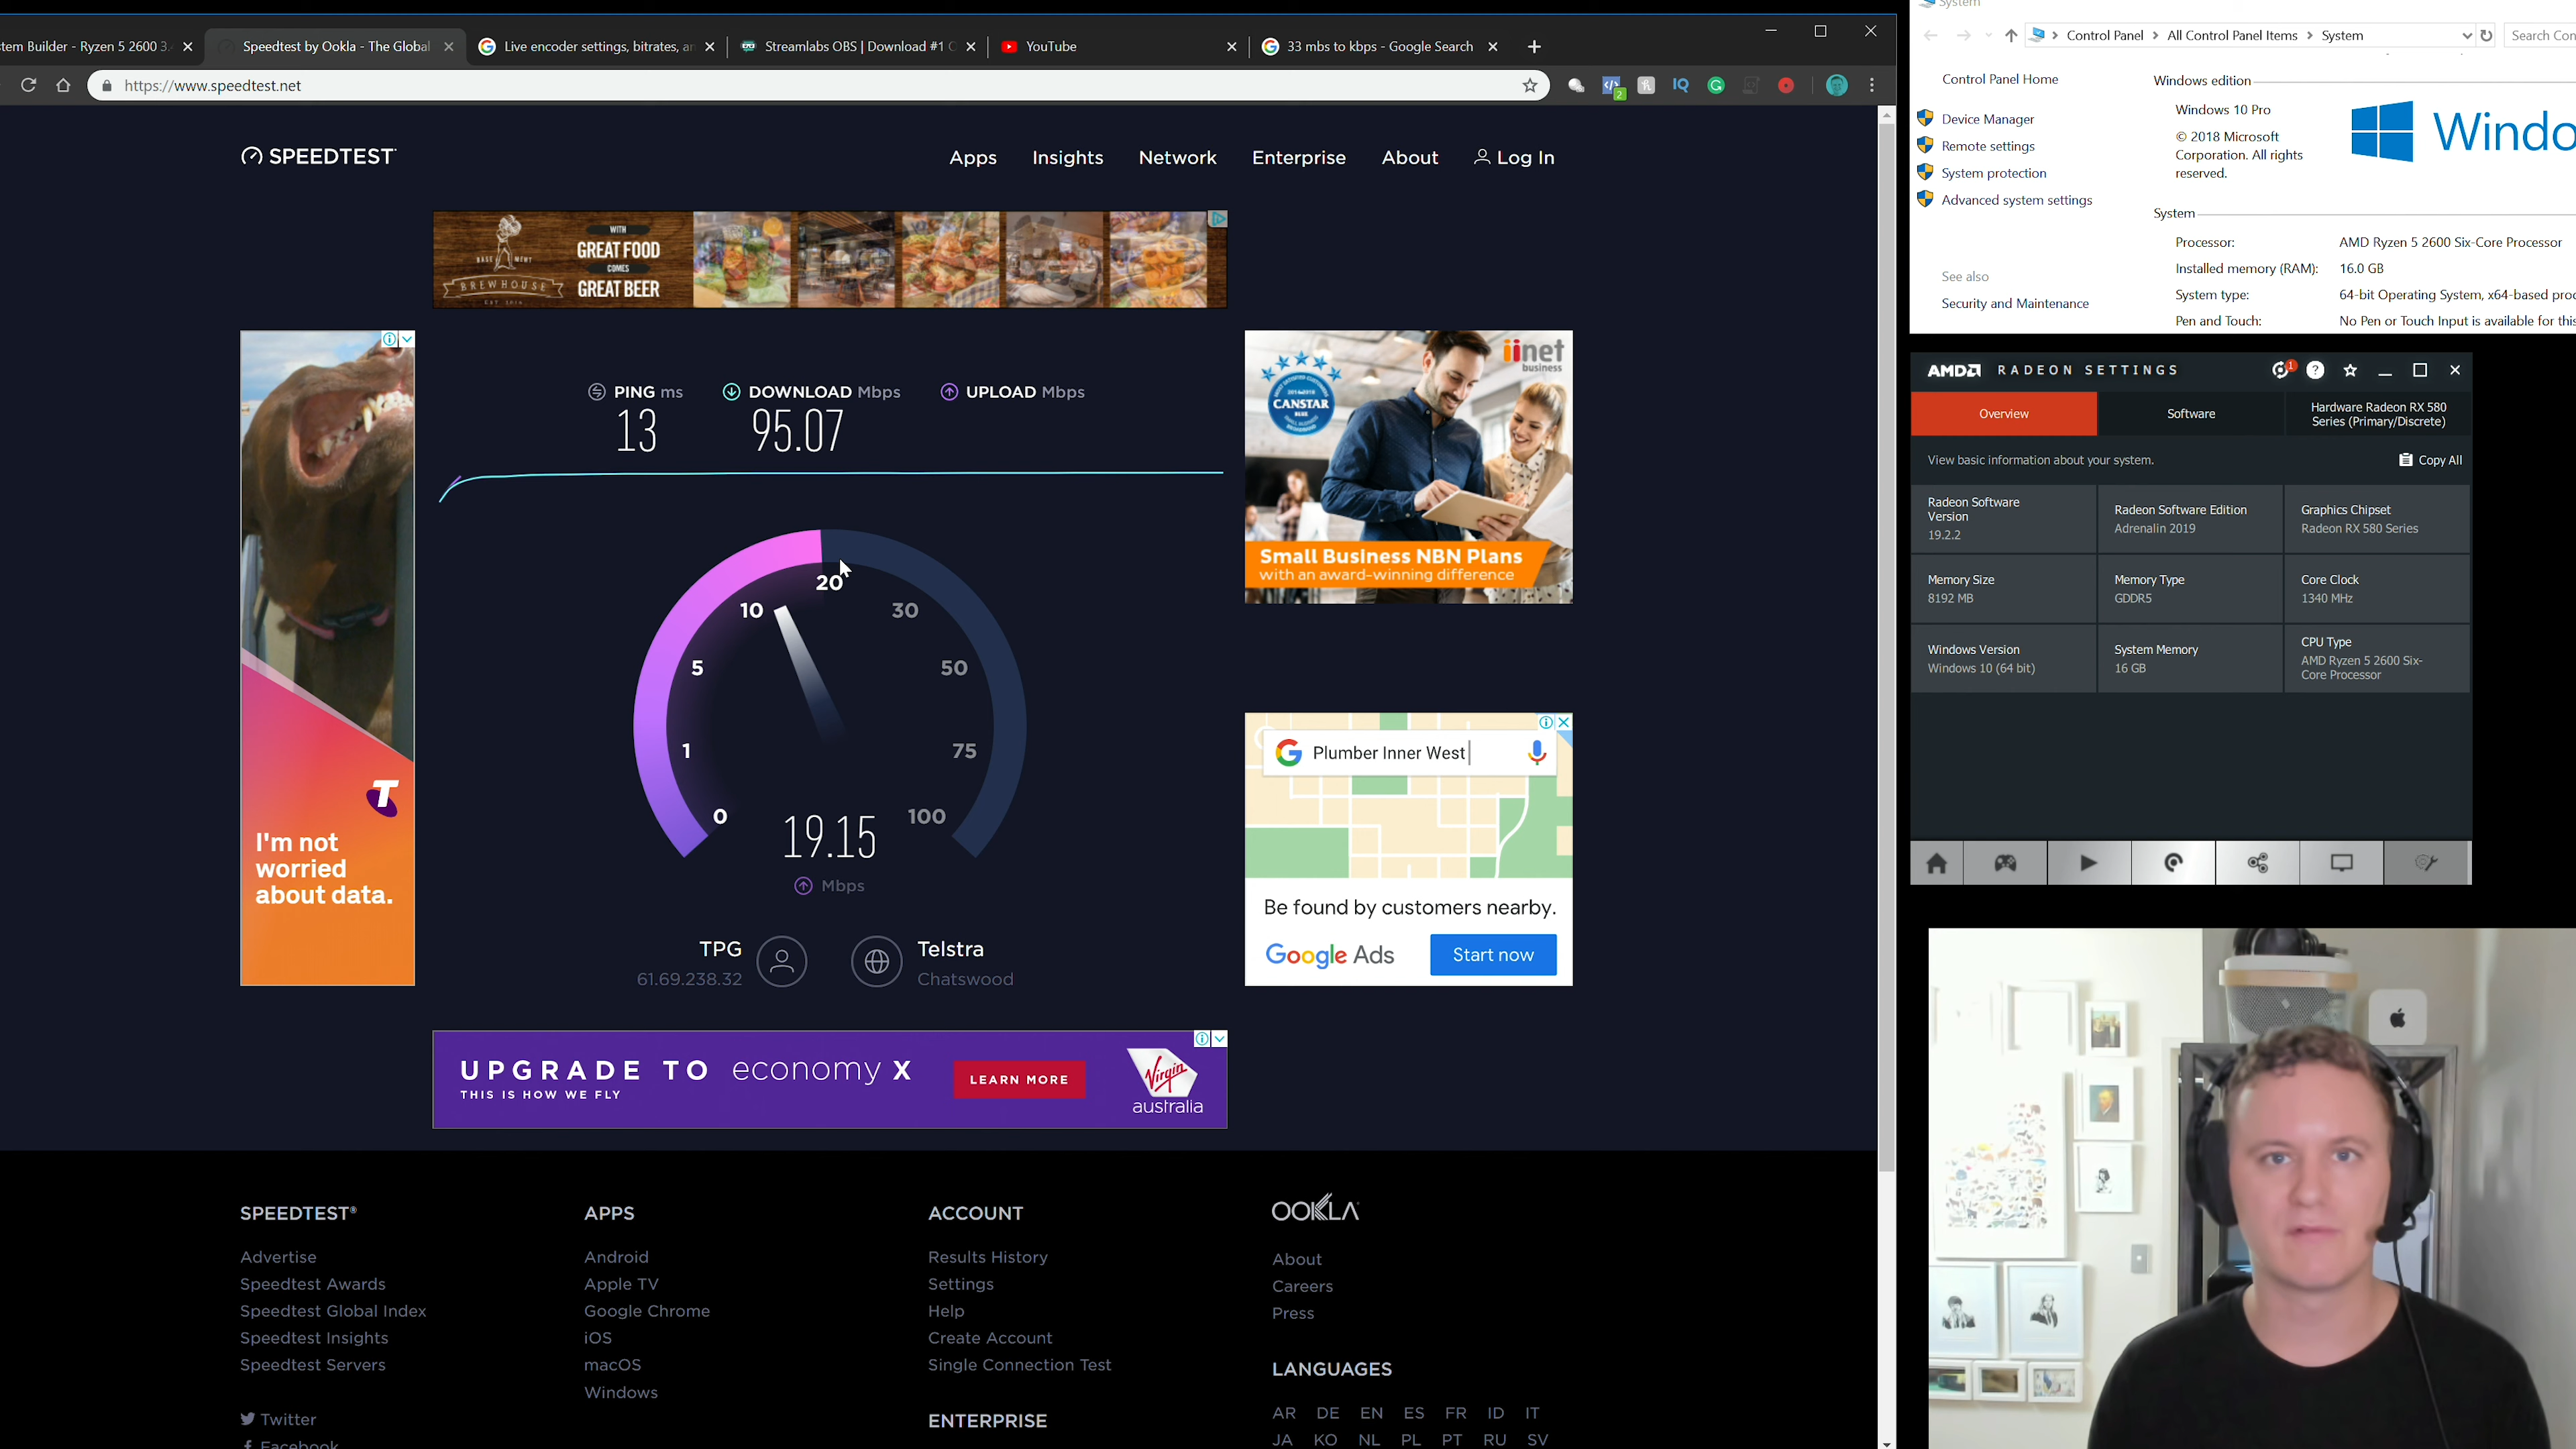 tem Builder - Ryzen 5 2600 3.
Speedtest by Ookla - The Global
Live encoder settings, bitrates, an
Streamlabs OBS | Download #1
YouTube
33 mbs to kbps - Google Search
https://www.speedtest.net
2
IQ
SPEEDTEST
Apps
Insights
Network
Enterprise
About
Log In
BASEMENT
BREWHOUSE
WITH
GREAT FOOD
COMES
GREAT BEER
PING ms
13
DOWNLOAD Mbps
95.07
UPLOAD Mbps
0
1
5
10
20
30
50
75
100
19.15
Mbps
TPG
61.69.238.32
Telstra
Chatswood
T
I'm not
worried
about data.
iinet
business
CANSTAR
Small Business NBN Plans
with an award-winning difference
Plumber Inner West
Be found by customers nearby.
Google Ads
Start now
UPGRADE TO economy X
THIS IS HOW WE FLY
LEARN MORE
Virgin
australia
SPEEDTEST®
Advertise
Speedtest Awards
Speedtest Global Index
Speedtest Insights
Speedtest Servers
Twitter
Facebook
APPS
Android
Apple TV
Google Chrome
iOS
macOS
Windows
ACCOUNT
Results History
Settings
Help
Create Account
Single Connection Test
ENTERPRISE
OOKLA
About
Careers
Press
LANGUAGES
AR DE EN ES FR ID IT
JA KO NL PL PT RU SV
System
Control Panel
All Control Panel Items
System
Search Con
Control Panel Home
Device Manager
Remote settings
System protection
Advanced system settings
See also
Security and Maintenance
Windows edition
Windows 10 Pro
© 2018 Microsoft
Corporation. All rights
reserved.
Windo
System
Processor: AMD Ryzen 5 2600 Six-Core Processor
Installed memory (RAM): 16.0 GB
System type: 64-bit Operating System, x64-based proc
Pen and Touch: No Pen or Touch Input is available for this
AMD RADEON SETTINGS
1
Overview
Software
Hardware Radeon RX 580
Series (Primary/Discrete)
View basic information about your system.
Copy All
Radeon Software
Version
19.2.2
Radeon Software Edition
Adrenalin 2019
Graphics Chipset
Radeon RX 580 Series
Memory Size
8192 MB
Memory Type
GDDR5
Core Clock
1340 MHz
Windows Version
Windows 10 (64 bit)
System Memory
16 GB
CPU Type
AMD Ryzen 5 2600 Six-
Core Processor